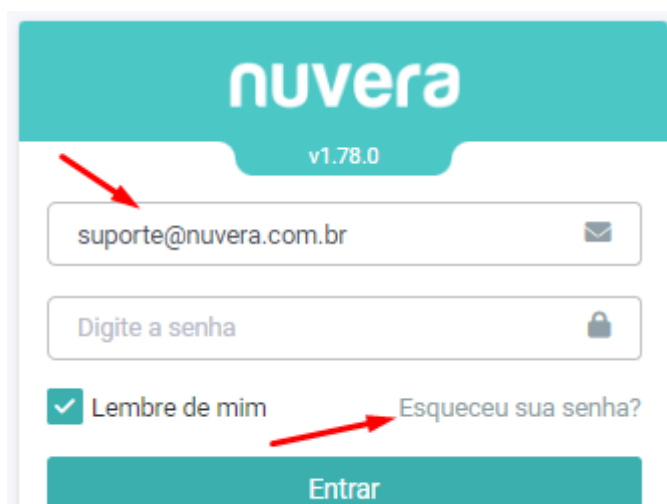 nuvera
v1.78.0
suporte@nuvera.com.br
Digite a senha
Lembre de mim Esqueceu sua senha?
Entrar